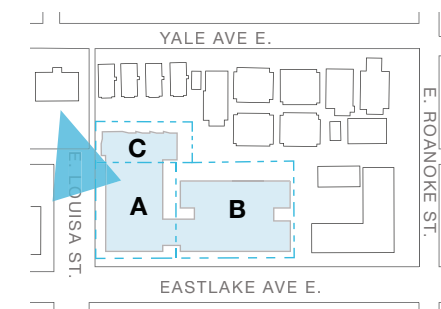 YALE AVE E.
C
A
B
E. LOUISA ST.
E. ROANOKE ST.
EASTLAKE AVE E.